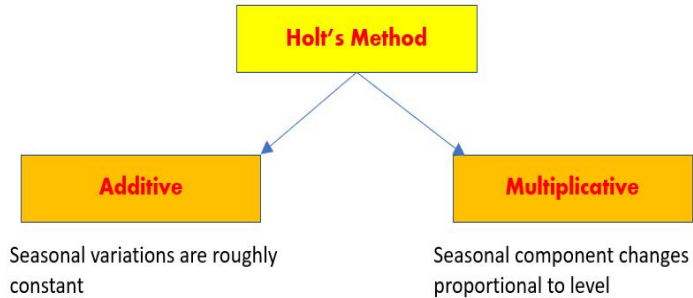 Holt's Method
Additive
Multiplicative
Seasonal variations are roughly
constant
Seasonal component changes
proportional to level